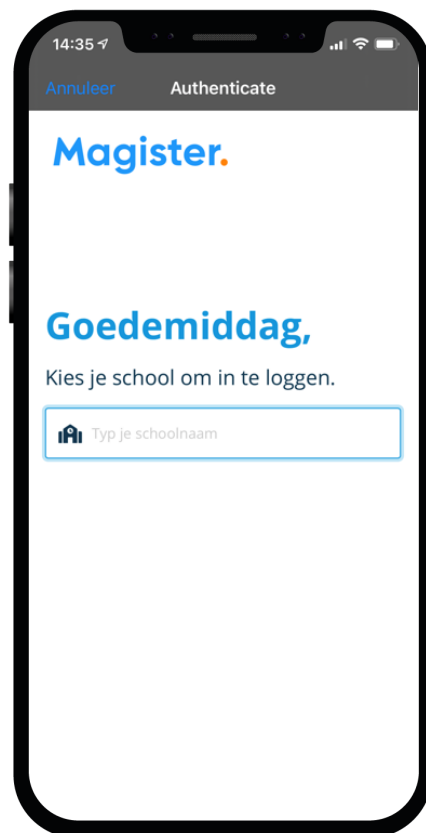 14:35
Annuleer Authenticate
Magister.
Goedemiddag,
Kies je school om in te loggen.
Typ je schoolnaam